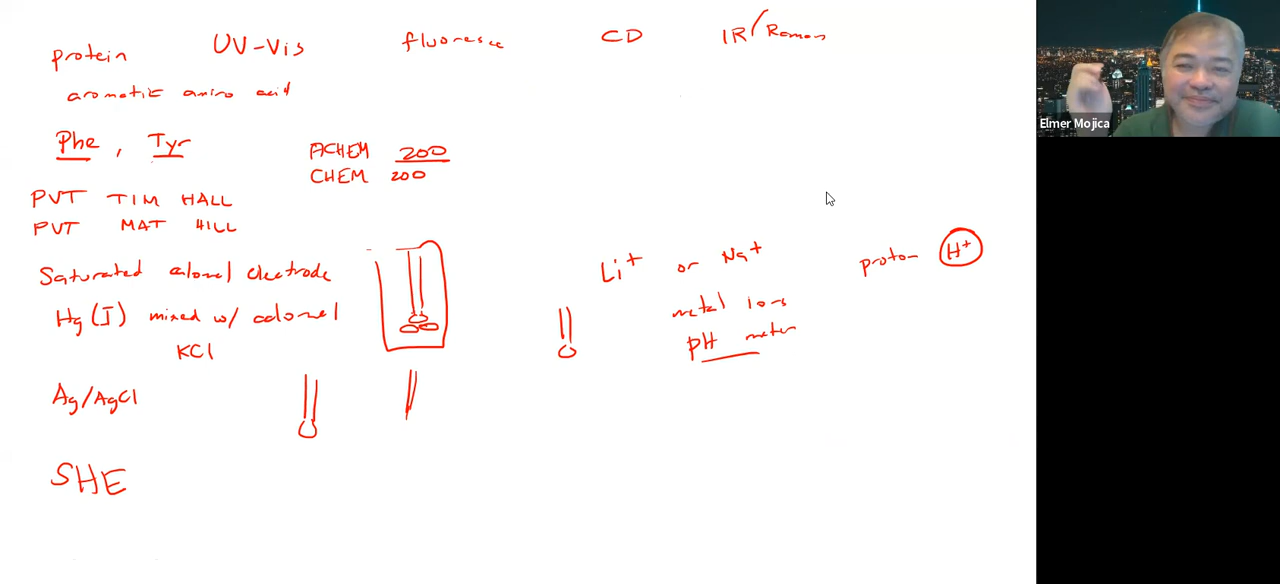 protein UV-Vis fluoresce CD IR/Raman
aromatic amino acid
Elmer Mojica
Phe, Tyr
ACHEM 200
CHEM 200
PVT TIM HALL
PVT MAT HILL
Saturated calomel electrode
Li+ or Na+ proton H+
Hg(I) mixed w/ calomel
metal ions
KCl
pH meter
Ag/AgCl
SHE